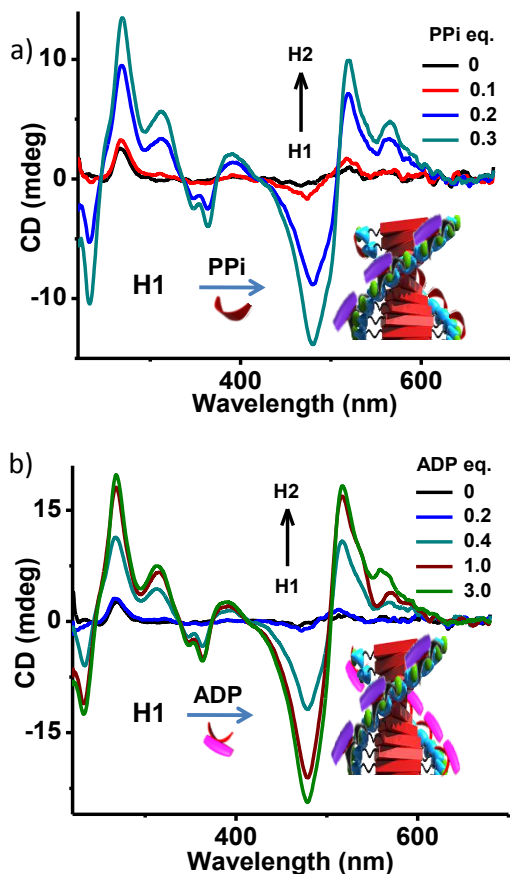 a)
PPi eq.
0
0.1
0.2
0.3
H2
H1
10
0
-10
CD (mdeg)
H1
PPi
400
600
Wavelength (nm)
b)
ADP eq.
0
0.2
0.4
1.0
3.0
H2
H1
15
0
-15
CD (mdeg)
H1
ADP
400
600
Wavelength (nm)